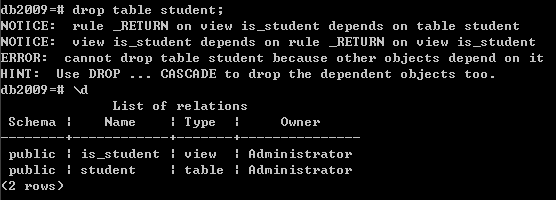 db2009=# drop table student;
NOTICE:  rule _RETURN on view is_student depends on table student
NOTICE:  view is_student depends on rule _RETURN on view is_student
ERROR:  cannot drop table student because other objects depend on it
HINT:  Use DROP ... CASCADE to drop the dependent objects too.
db2009=# \d
             List of relations
 Schema |    Name    | Type  |     Owner
--------+------------+-------+---------------
 public | is_student | view  | Administrator
 public | student    | table | Administrator
(2 rows)